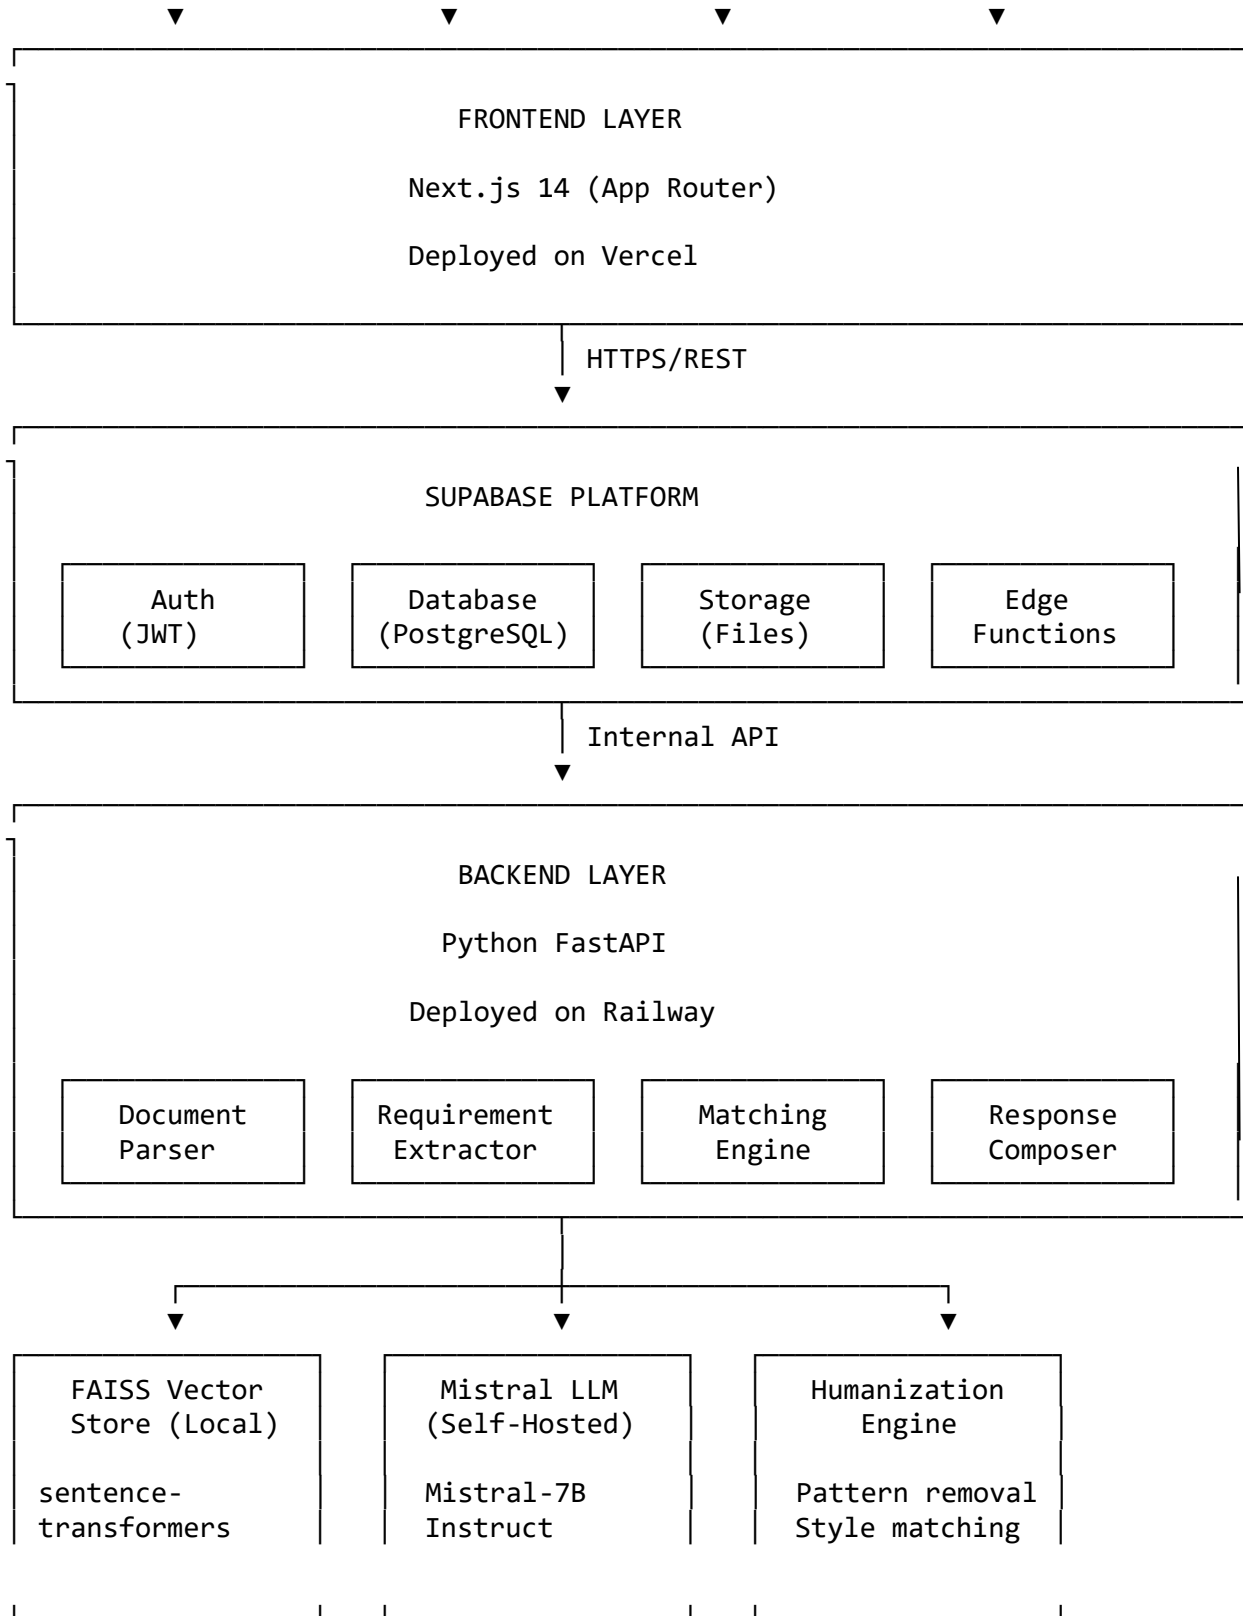 FRONTEND LAYER
Next.js 14 (App Router)
Deployed on Vercel
HTTPS/REST
SUPABASE PLATFORM
Auth Database Storage Edge
(JWT) (PostgreSQL) (Files) Functions
Internal API
BACKEND LAYER
Python FastAPI
Deployed on Railway
Document Requirement Matching Response
Parser Extractor Engine Composer
FAISS Vector Mistral LLM Humanization
Store (Local) (Self-Hosted) Engine
sentence- Mistral-7B Pattern removal
transformers Instruct Style matching